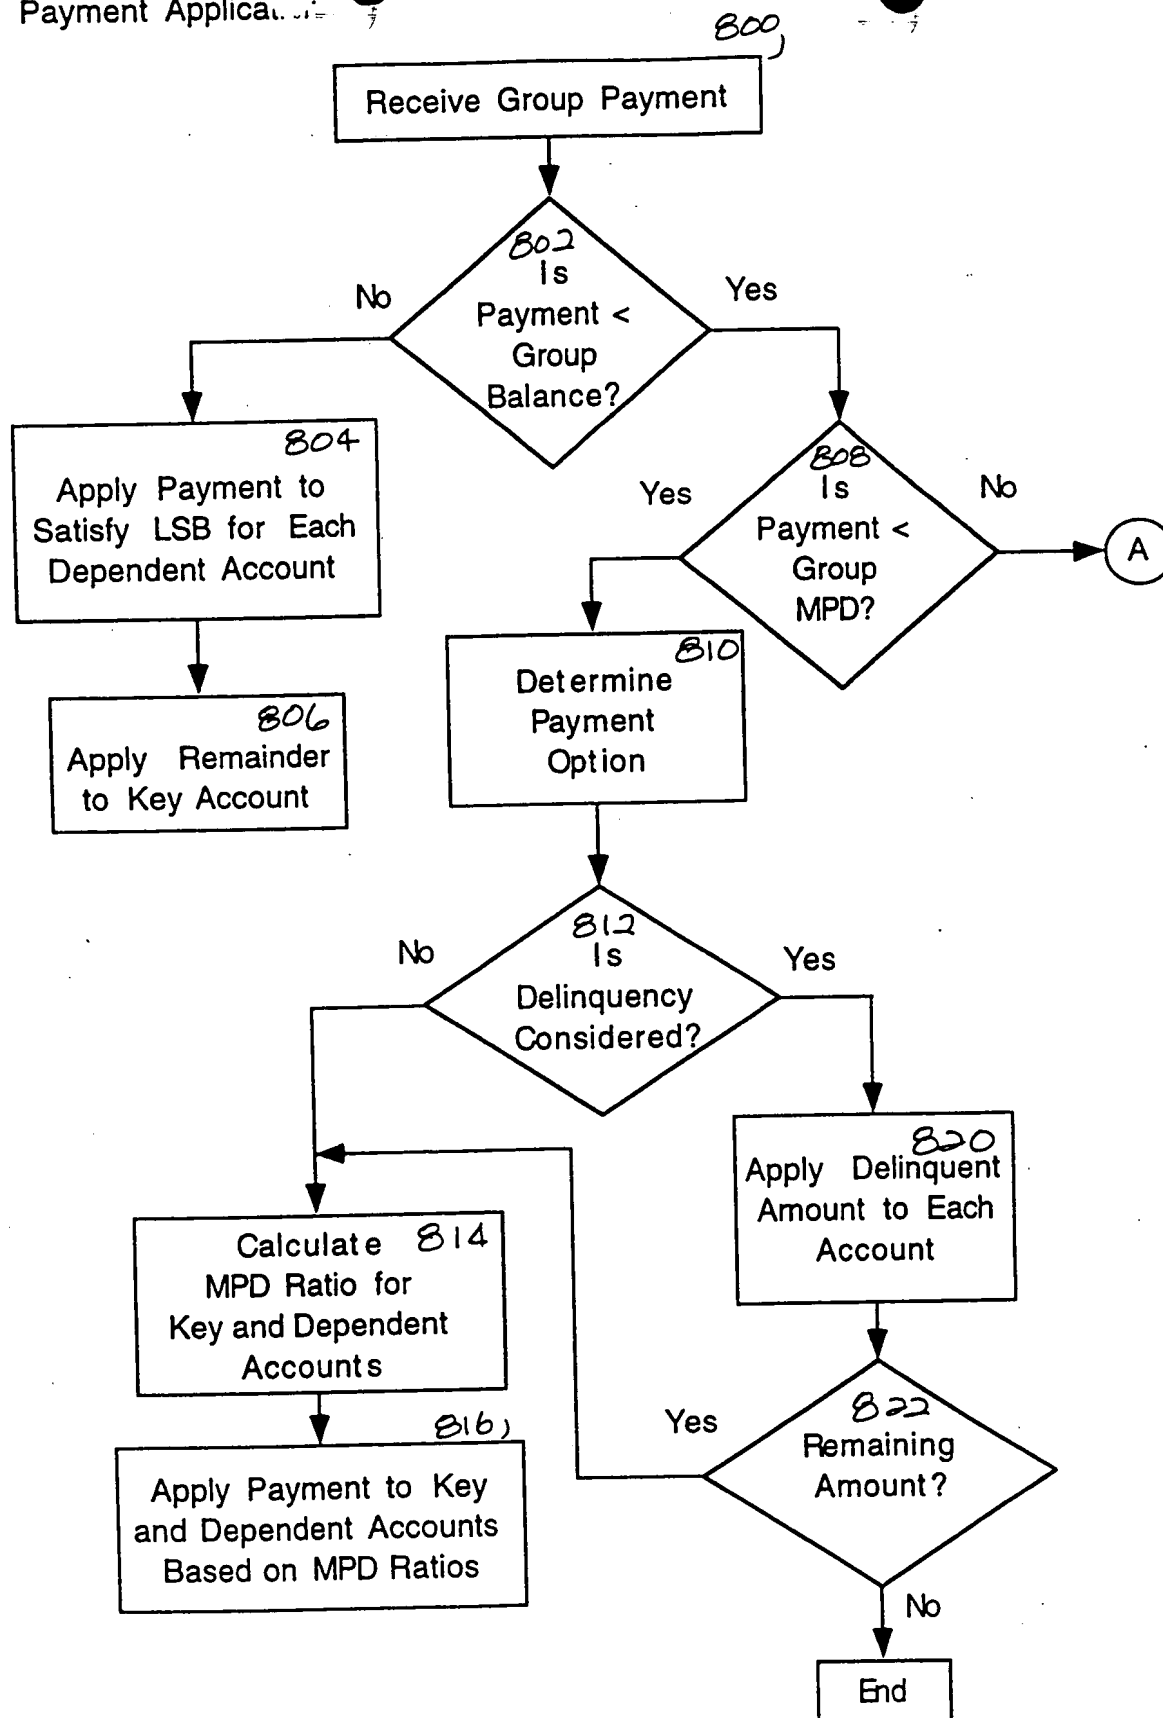 Payment
800
Receive Group Payment
802
Is
Payment <
Group
Balance?
No
Yes
804
Apply Payment to
Satisfy LSB for Each
Dependent Account
806
Apply Remainder
to Key Account
808
Is
Payment <
Group
MPD?
Yes
No
A
810
Determine
Payment
Option
812
Is
Delinquency
Considered?
No
Yes
820
Apply Delinquent
Amount to Each
Account
Calculate 814
MPD Ratio for
Key and Dependent
Accounts
816
Apply Payment to Key
and Dependent Accounts
Based on MPD Ratios
822
Remaining
Amount?
Yes
No
End